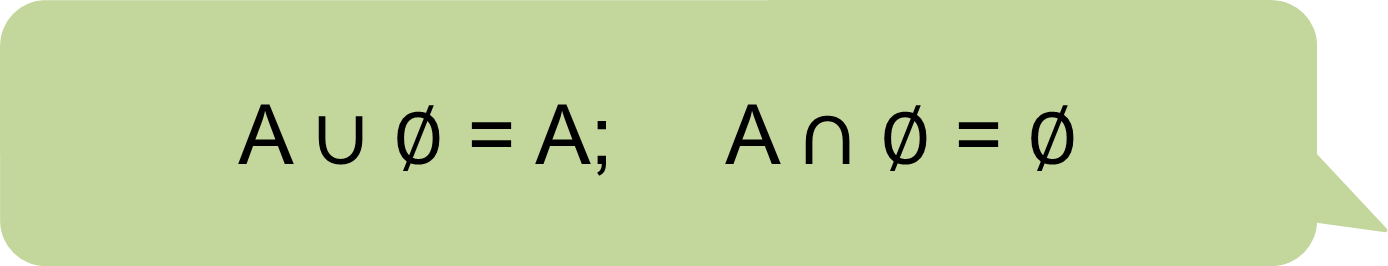 A ∪ ∅ = A; A ∩ ∅ = ∅